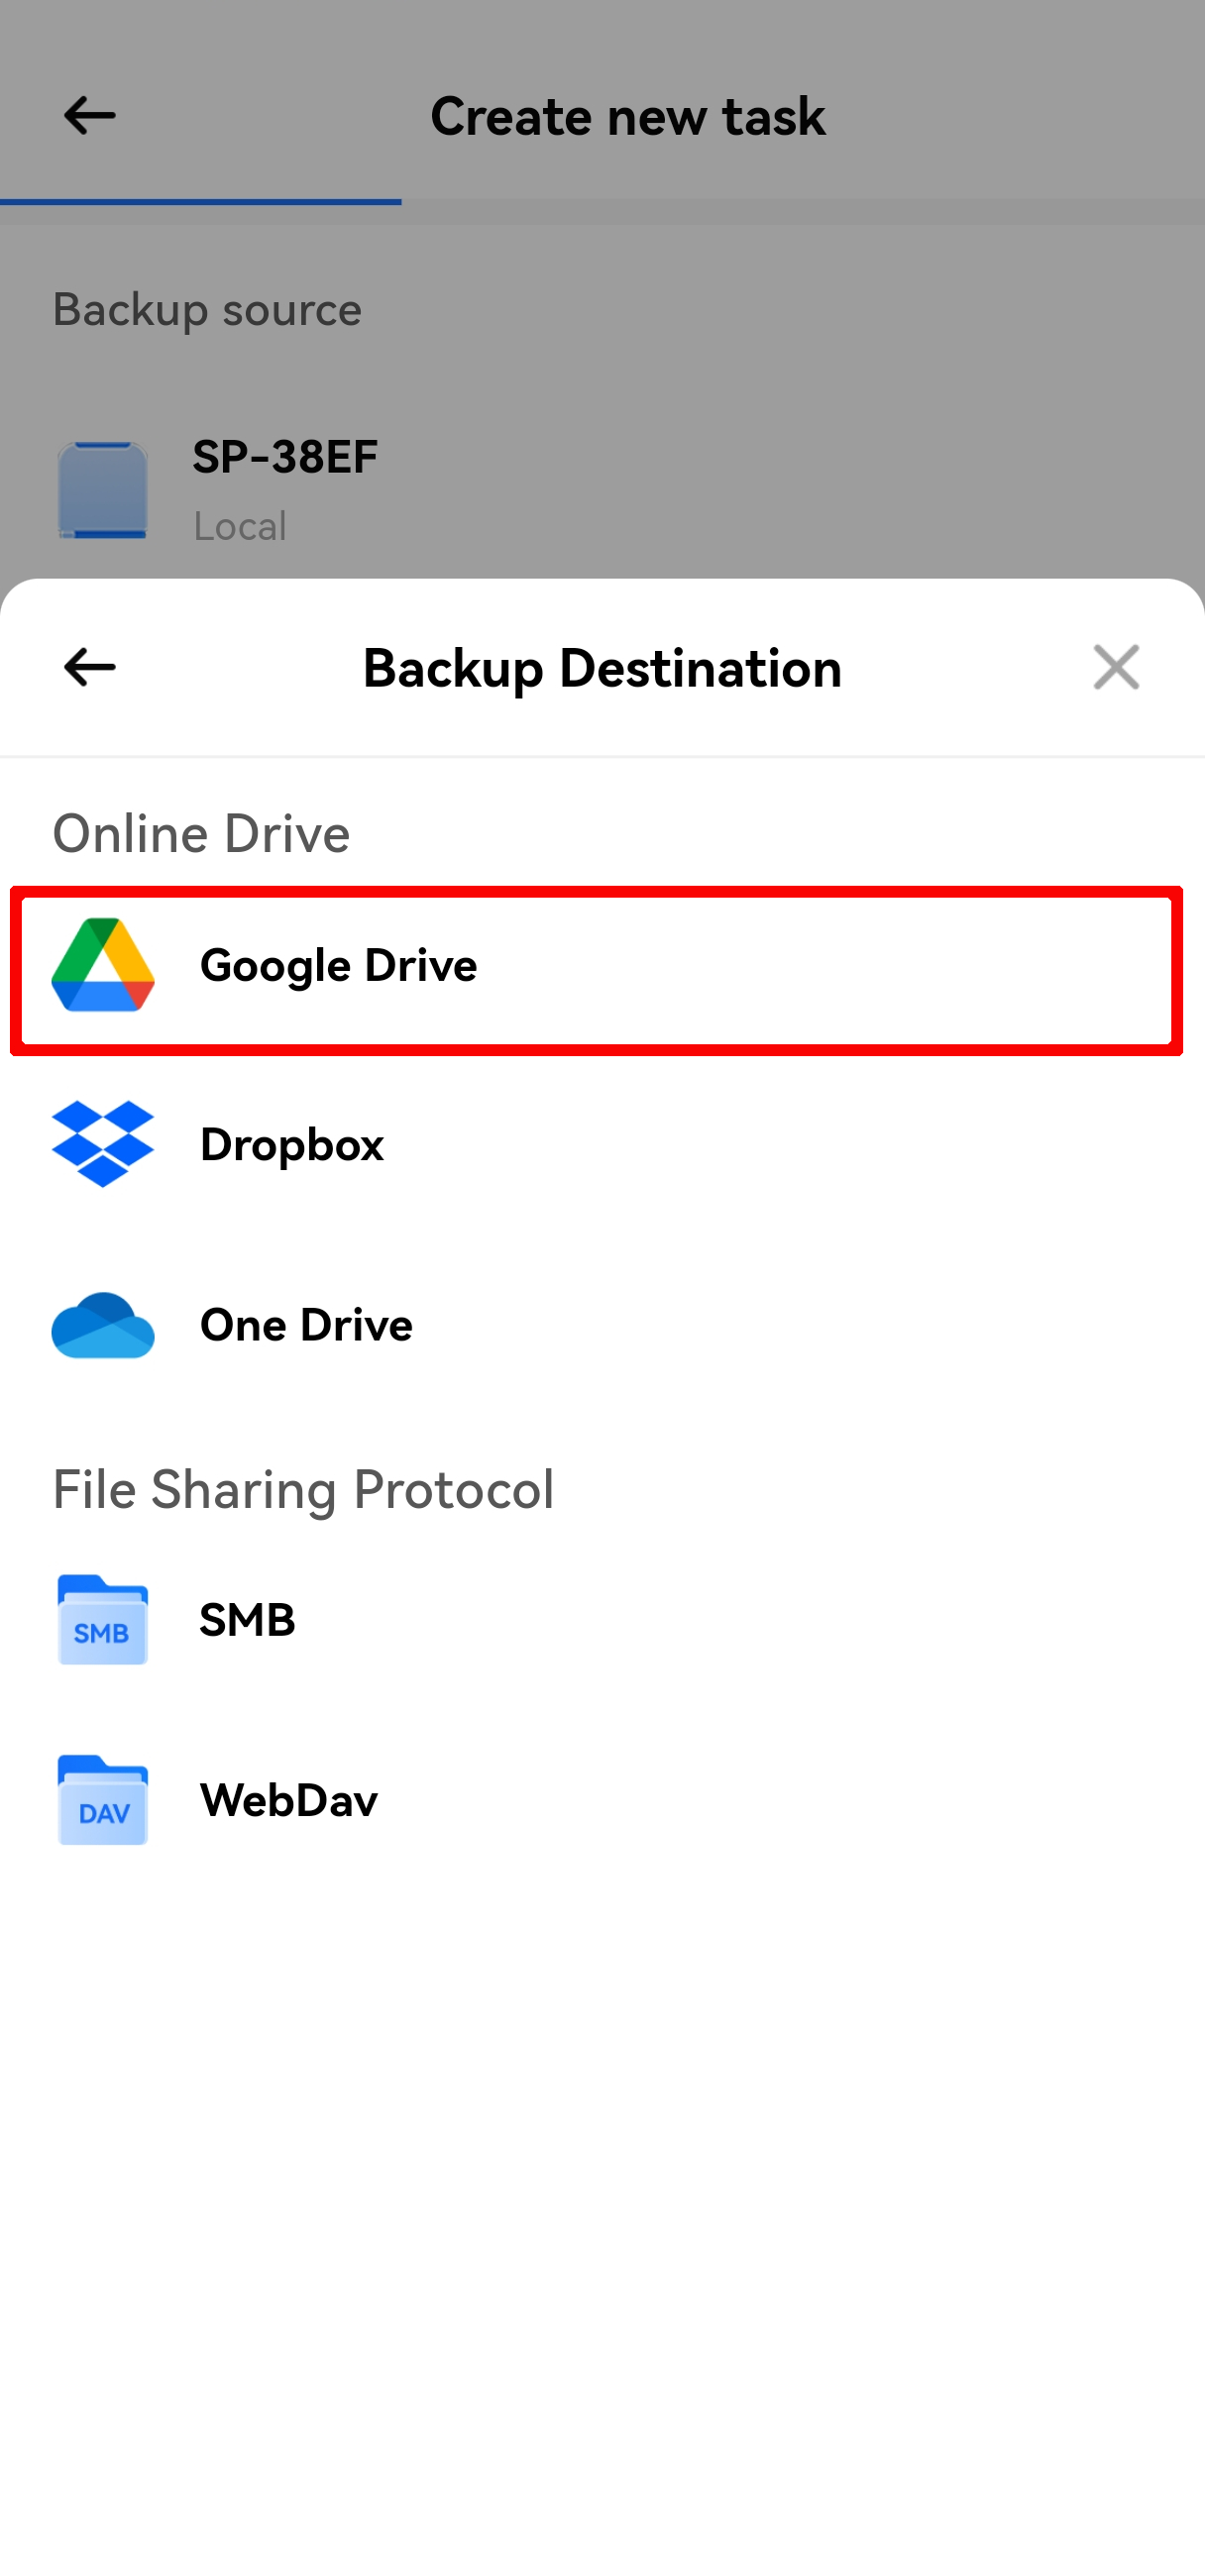 Create new task
Backup source
SP-38EF
Local
Backup Destination
Online Drive
Google Drive
Dropbox
One Drive
File Sharing Protocol
SMB
SMB
DAV
WebDav